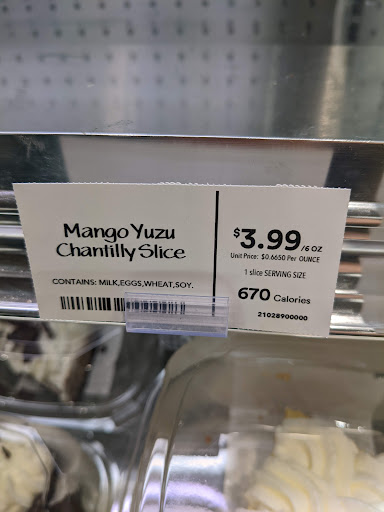 Mango Yuzu
Chantilly Slice
CONTAINS: MILK,EGGS,WHEAT,SOY.
$3.99/6 OZ
Unit Price: $0.6650 Per OUNCE
1 slice SERVING SIZE
670 Calories
21028900000